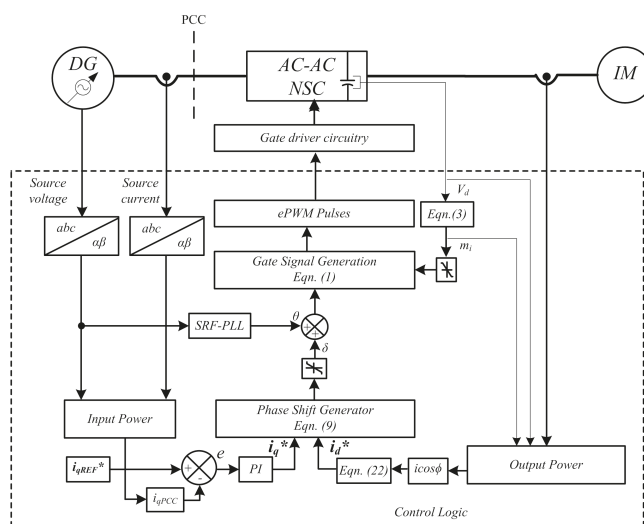 PCC
DG
AC-AC
NSC
IM
Gate driver circuitry
Source
voltage
Source
current
V_d
abc
αβ
abc
αβ
ePWM Pulses
Eqn.(3)
m_i
Gate Signal Generation
Eqn. (1)
θ
SRF-PLL
+
+
δ
Input Power
Phase Shift Generator
Eqn. (9)
i_q*
i_d*
i_qREF*
+
-
e
PI
Eqn. (22)
icosϕ
Output Power
i_qPCC
Control Logic